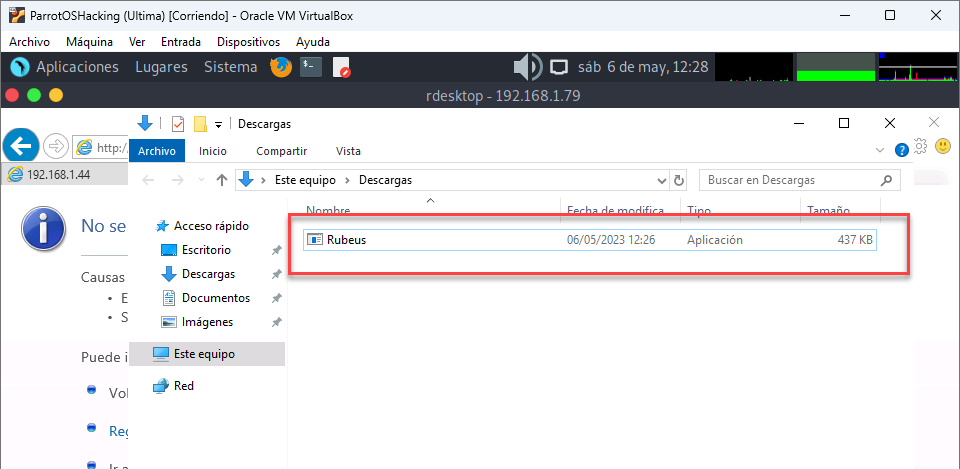 ParrotOSHacking (Ultima) [Corriendo] - Oracle VM VirtualBox
Archivo Máquina Ver Entrada Dispositivos Ayuda
Aplicaciones Lugares Sistema sáb 6 de may, 12:28
rdesktop - 192.168.1.79
Descargas
http:/
Archivo Inicio Compartir Vista
192.168.1.44
Este equipo Descargas
Buscar en Descargas
Nombre Fecha de modifica Tipo Tamaño
Rubeus 06/05/2023 12:26 Aplicación 437 KB
Acceso rápido
Escritorio
Descargas
Documentos
Imágenes
Este equipo
Red
No se
Causas
• E
• S
Puede i
Vol
Reg
Ir a